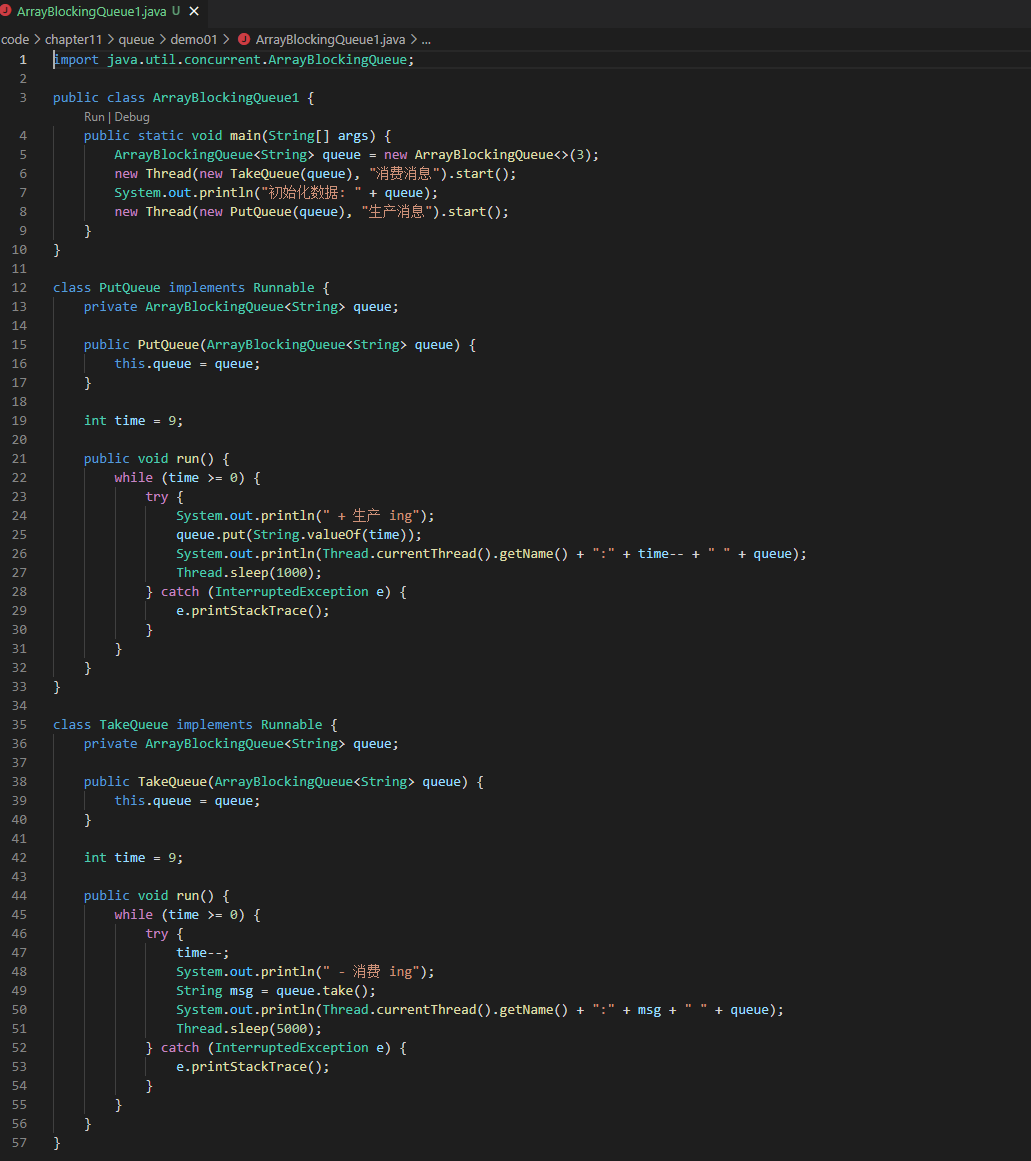 ArrayBlockingQueue1.java U ×
code > chapter11 > queue > demo01 > ArrayBlockingQueue1.java > ...
1 import java.util.concurrent.ArrayBlockingQueue;
2
3 public class ArrayBlockingQueue1 {
Run | Debug
4     public static void main(String[] args) {
5         ArrayBlockingQueue<String> queue = new ArrayBlockingQueue<>(3);
6         new Thread(new TakeQueue(queue), "消费消息").start();
7         System.out.println("初始化数据: " + queue);
8         new Thread(new PutQueue(queue), "生产消息").start();
9     }
10 }
11
12 class PutQueue implements Runnable {
13     private ArrayBlockingQueue<String> queue;
14
15     public PutQueue(ArrayBlockingQueue<String> queue) {
16         this.queue = queue;
17     }
18
19     int time = 9;
20
21     public void run() {
22         while (time >= 0) {
23             try {
24                 System.out.println(" + 生产 ing");
25                 queue.put(String.valueOf(time));
26                 System.out.println(Thread.currentThread().getName() + ":" + time-- + " " + queue);
27                 Thread.sleep(1000);
28             } catch (InterruptedException e) {
29                 e.printStackTrace();
30             }
31         }
32     }
33 }
34
35 class TakeQueue implements Runnable {
36     private ArrayBlockingQueue<String> queue;
37
38     public TakeQueue(ArrayBlockingQueue<String> queue) {
39         this.queue = queue;
40     }
41
42     int time = 9;
43
44     public void run() {
45         while (time >= 0) {
46             try {
47                 time--;
48                 System.out.println(" - 消费 ing");
49                 String msg = queue.take();
50                 System.out.println(Thread.currentThread().getName() + ":" + msg + " " + queue);
51                 Thread.sleep(5000);
52             } catch (InterruptedException e) {
53                 e.printStackTrace();
54             }
55         }
56     }
57 }